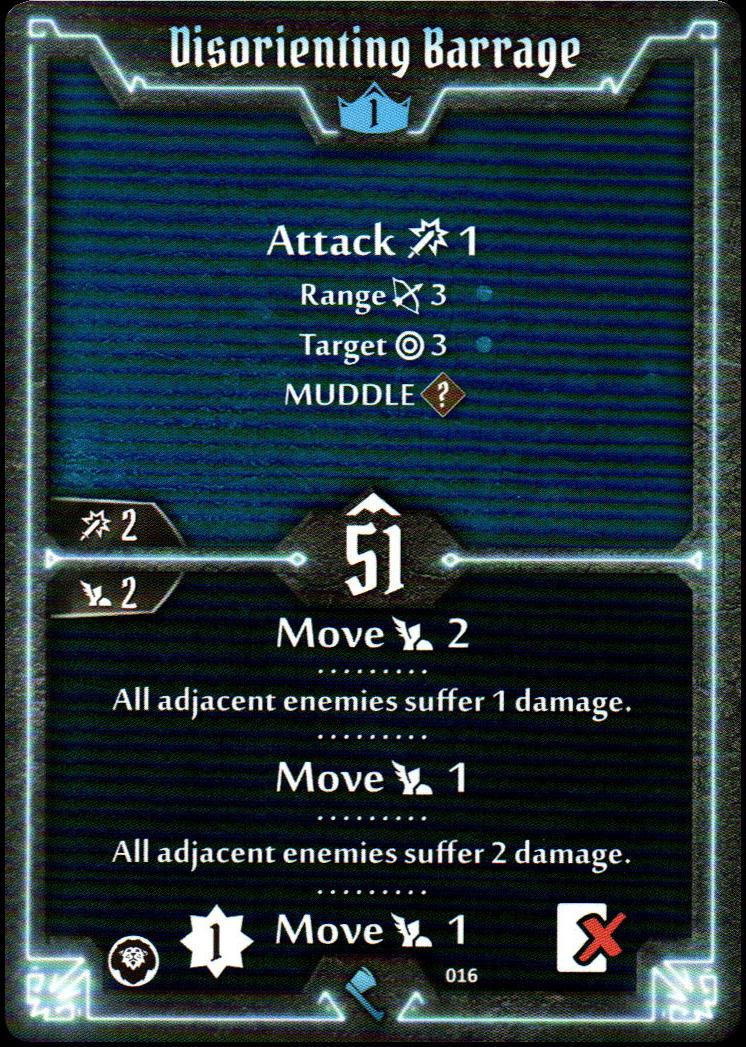 Disorienting Barrage
1
Attack 1
Range 3
Target 3
MUDDLE ?
2
51
2
Move 2
All adjacent enemies suffer 1 damage.
Move 1
All adjacent enemies suffer 2 damage.
1 Move 1
016